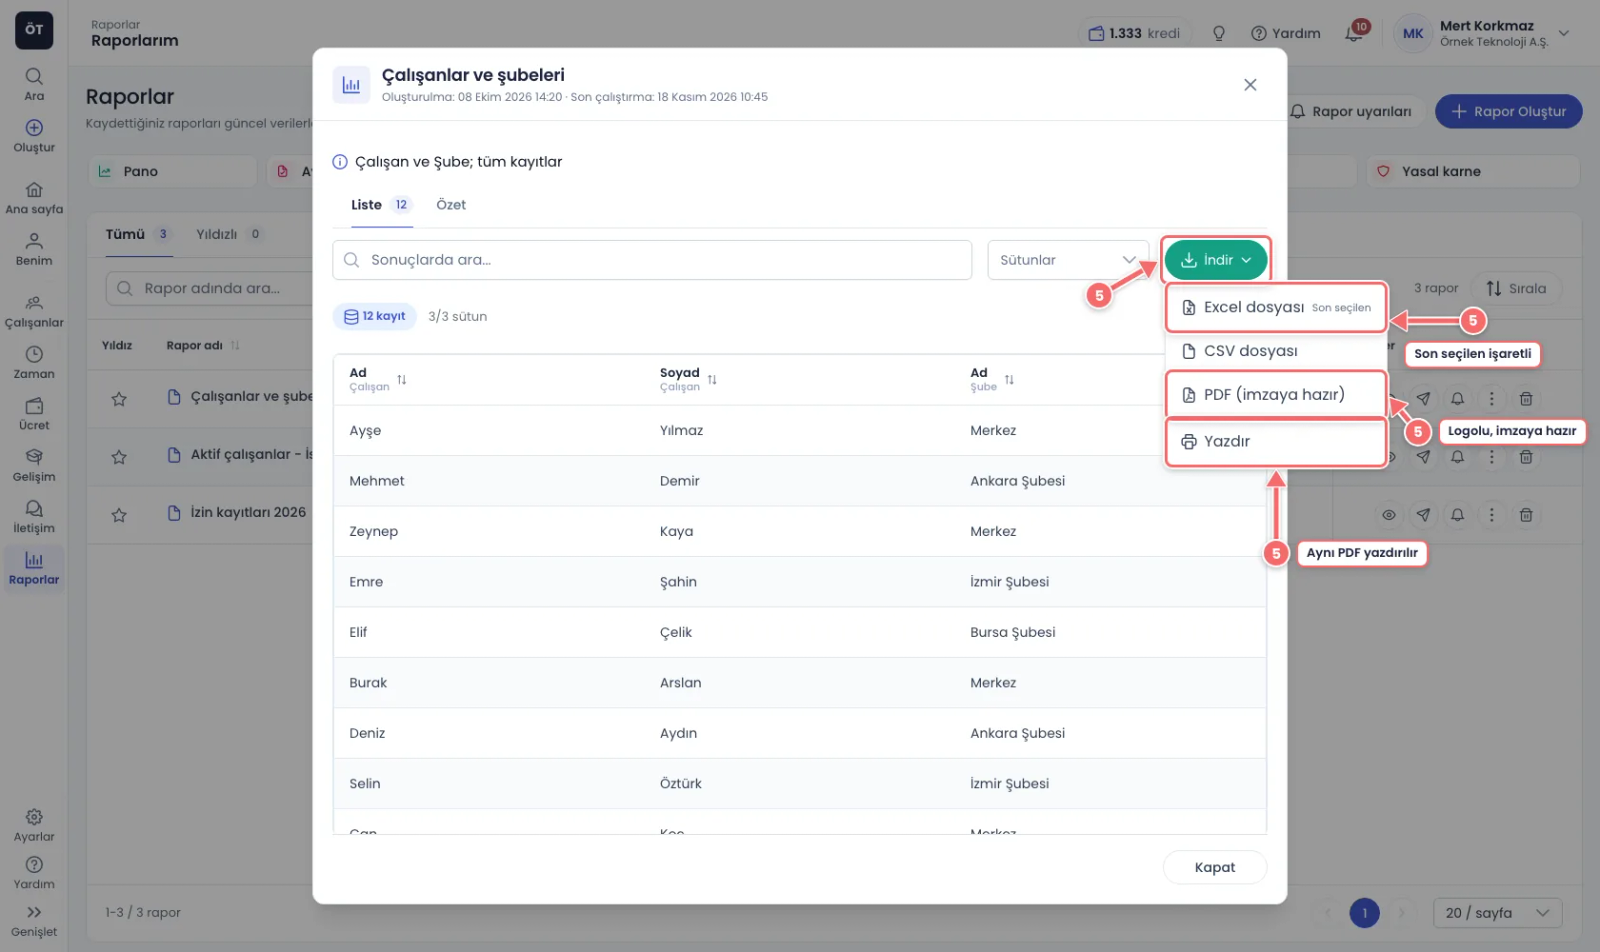 ÖT
Ara
Oluştur
Ana sayfa
Benim
Çalışanlar
Zaman
Ücret
Gelişim
İletişim
Raporlar
Ayarlar
Yardım
Genişlet
Raporlar
Raporlarım
1.333 kredi
Yardım
10
MK
Mert Korkmaz
Örnek Teknoloji A.Ş.
Raporlar
Kaydettiğiniz raporları güncel
Rapor uyarıları
Rapor Oluştur
Pano
Yasal karne
Tümü 3
Yıldızlı 0
Rapor adında ara...
3 rapor
Sırala
Yıldız
Rapor adı
Çalışanlar ve
Aktif çalışanlar -
İzin kayıtları 2026
1-3 / 3 rapor
1
20 / sayfa
Çalışanlar ve şubeleri
Oluşturulma: 08 Ekim 2026 14:20 · Son çalıştırma: 18 Kasım 2026 10:45
Çalışan ve Şube; tüm kayıtlar
Liste 12
Özet
Sonuçlarda ara...
Sütunlar
İndir
5
Excel dosyası Son seçilen
5
Son seçilen işaretli
CSV dosyası
PDF (imzaya hazır)
5
Logolu, imzaya hazır
Yazdır
5
Aynı PDF yazdırılır
12 kayıt
3/3 sütun
Ad Soyad Ad
Çalışan Çalışan Şube
Ayşe Yılmaz Merkez
Mehmet Demir Ankara Şubesi
Zeynep Kaya Merkez
Emre Şahin İzmir Şubesi
Elif Çelik Bursa Şubesi
Burak Arslan Merkez
Deniz Aydın Ankara Şubesi
Selin Öztürk İzmir Şubesi
Can Koç Merkez
Kapat